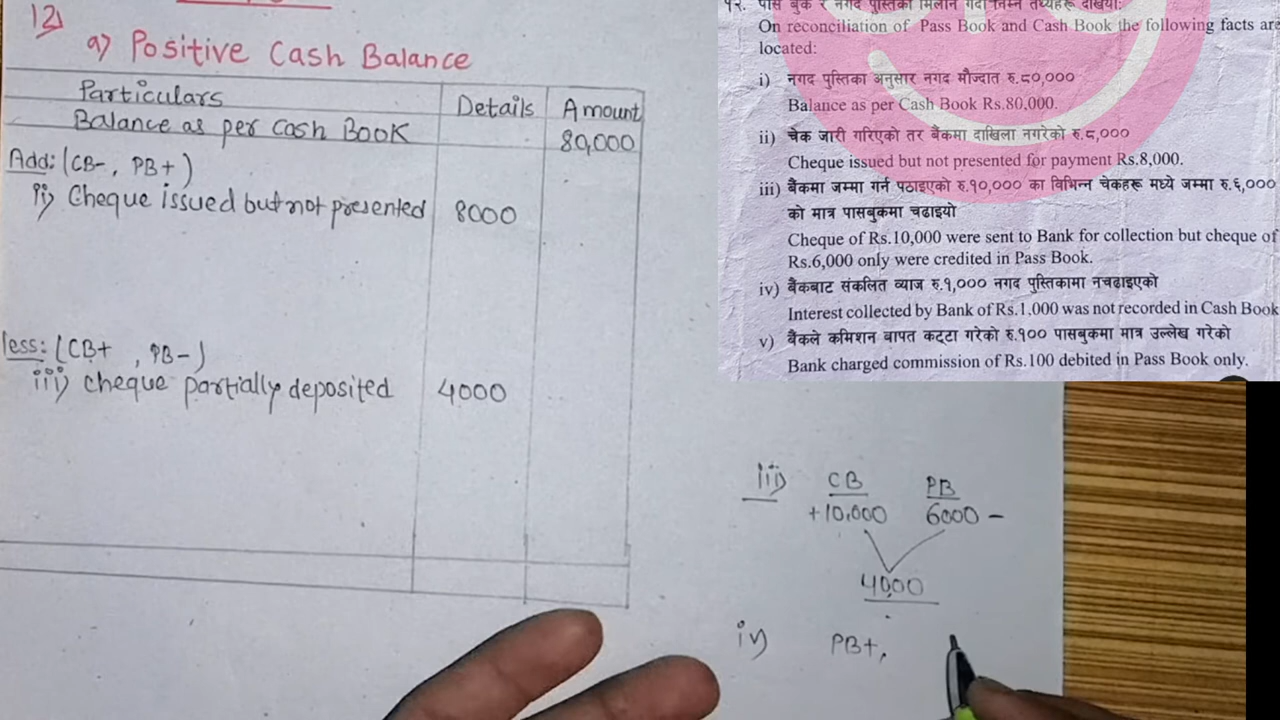 12)
a) Positive Cash Balance
Particulars Details Amount
Balance as per Cash Book 80,000
Add: (CB-, PB+)
ii) Cheque issued but not presented 8000
less: (CB+ , PB-)
iii) cheque partially deposited 4000
१२. पास बुक र नगद पुस्तिका मिलान गर्दा निम्न तथ्यहरू देखियो:
On reconciliation of Pass Book and Cash Book the following facts are
located:
i) नगद पुस्तिका अनुसार नगद मौज्दात रु.८०,०००
Balance as per Cash Book Rs.80,000.
ii) चेक जारी गरिएको तर बैंकमा दाखिला नगरेको रु.८,०००
Cheque issued but not presented for payment Rs.8,000.
iii) बैंकमा जम्मा गर्न पठाइएको रु.१०,००० का विभिन्न चेकहरू मध्ये जम्मा रु.६,०००
को मात्र पासबुकमा चढाइयो
Cheque of Rs.10,000 were sent to Bank for collection but cheque of
Rs.6,000 only were credited in Pass Book.
iv) बैंकबाट संकलित व्याज रु.१,००० नगद पुस्तिकामा नचढाइएको
Interest collected by Bank of Rs.1,000 was not recorded in Cash Book
v) बैंकले कमिशन बापत कट्टा गरेको रु.१०० पासबुकमा मात्र उल्लेख गरेको
Bank charged commission of Rs.100 debited in Pass Book only.
iii) CB PB
+10,000 6000 -
4000
iv) PB+,